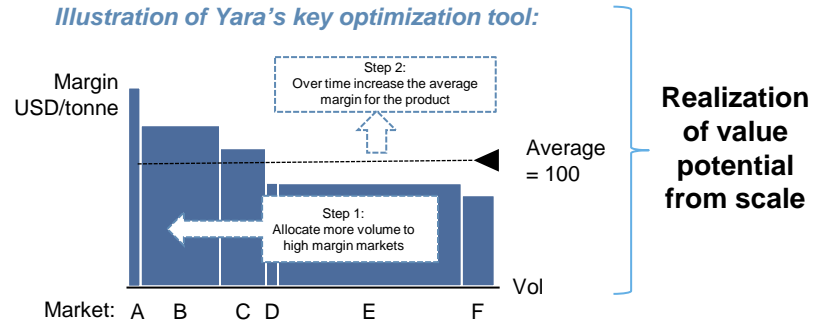 Illustration of Yara's key optimization tool:
Margin
USD/tonne
Step 2:
Over time increase the average
margin for the product
Average
= 100
Step 1:
Allocate more volume to
high margin markets
Vol
Market: A B C D E F
Realization
of value
potential
from scale